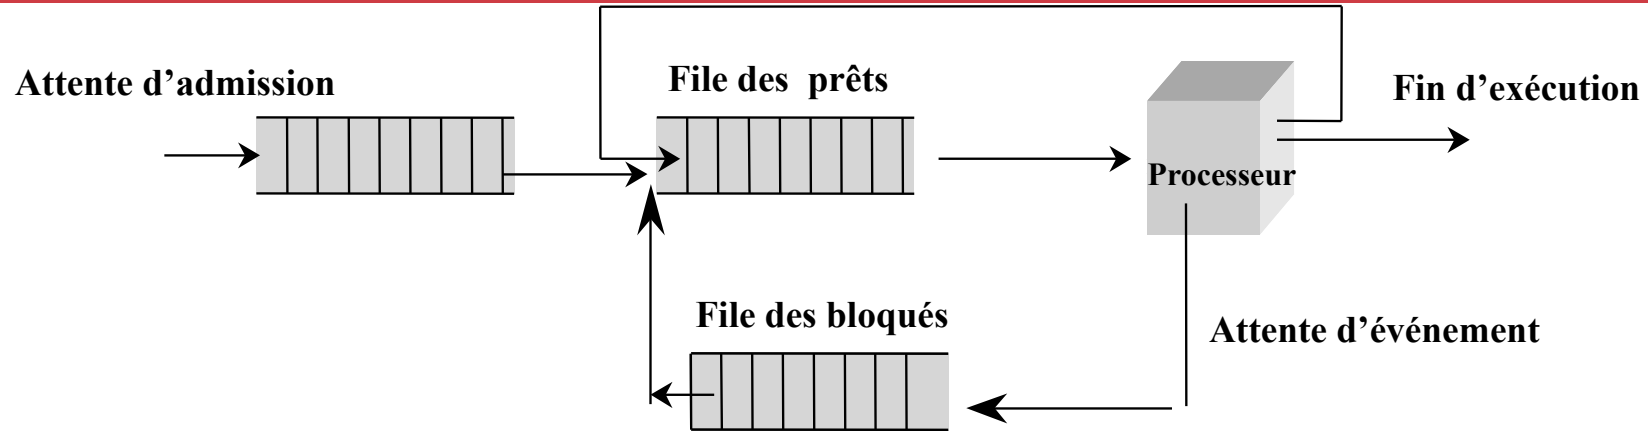 Attente d’admission
File des prêts
Fin d’exécution
Processeur
File des bloqués
Attente d’événement